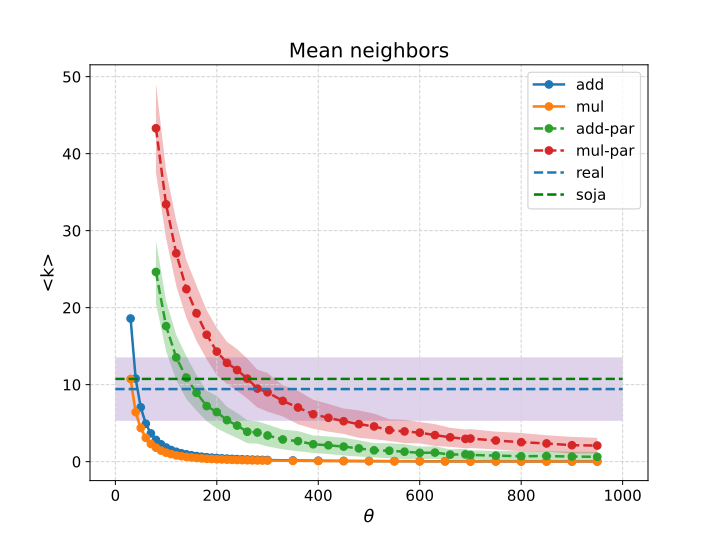 Mean neighbors
<k>
50
40
30
20
10
0
add
mul
add-par
mul-par
real
soja
0 200 400 600 800 1000
θ